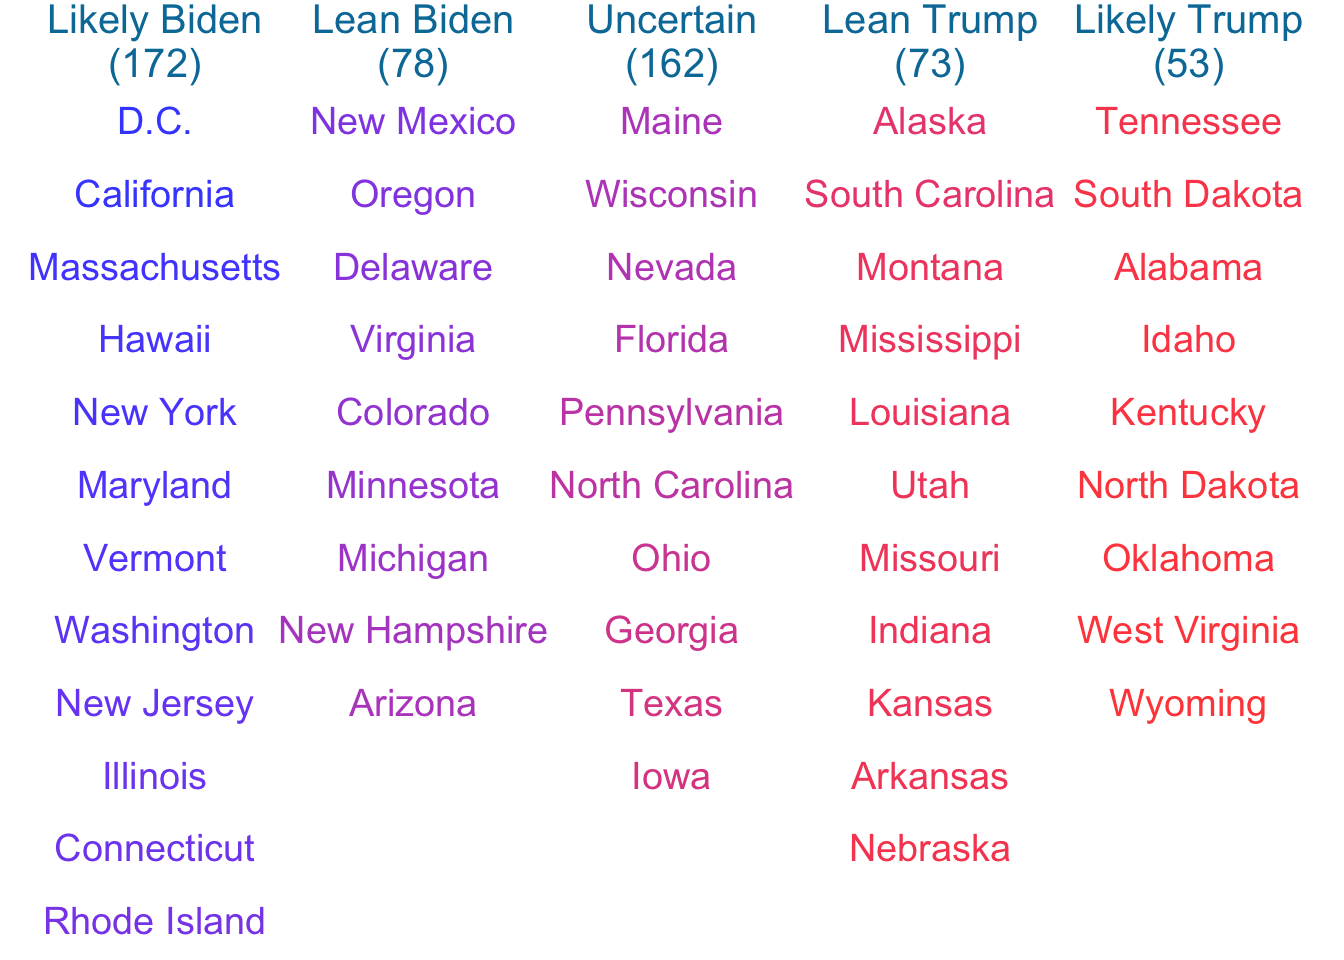 Likely Biden Lean Biden Uncertain Lean Trump Likely Trump
(172) (78) (162) (73) (53)
D.C. New Mexico Maine Alaska Tennessee
California Oregon Wisconsin South Carolina South Dakota
Massachusetts Delaware Nevada Montana Alabama
Hawaii Virginia Florida Mississippi Idaho
New York Colorado Pennsylvania Louisiana Kentucky
Maryland Minnesota North Carolina Utah North Dakota
Vermont Michigan Ohio Missouri Oklahoma
Washington New Hampshire Georgia Indiana West Virginia
New Jersey Arizona Texas Kansas Wyoming
Illinois Iowa Arkansas
Connecticut Nebraska
Rhode Island